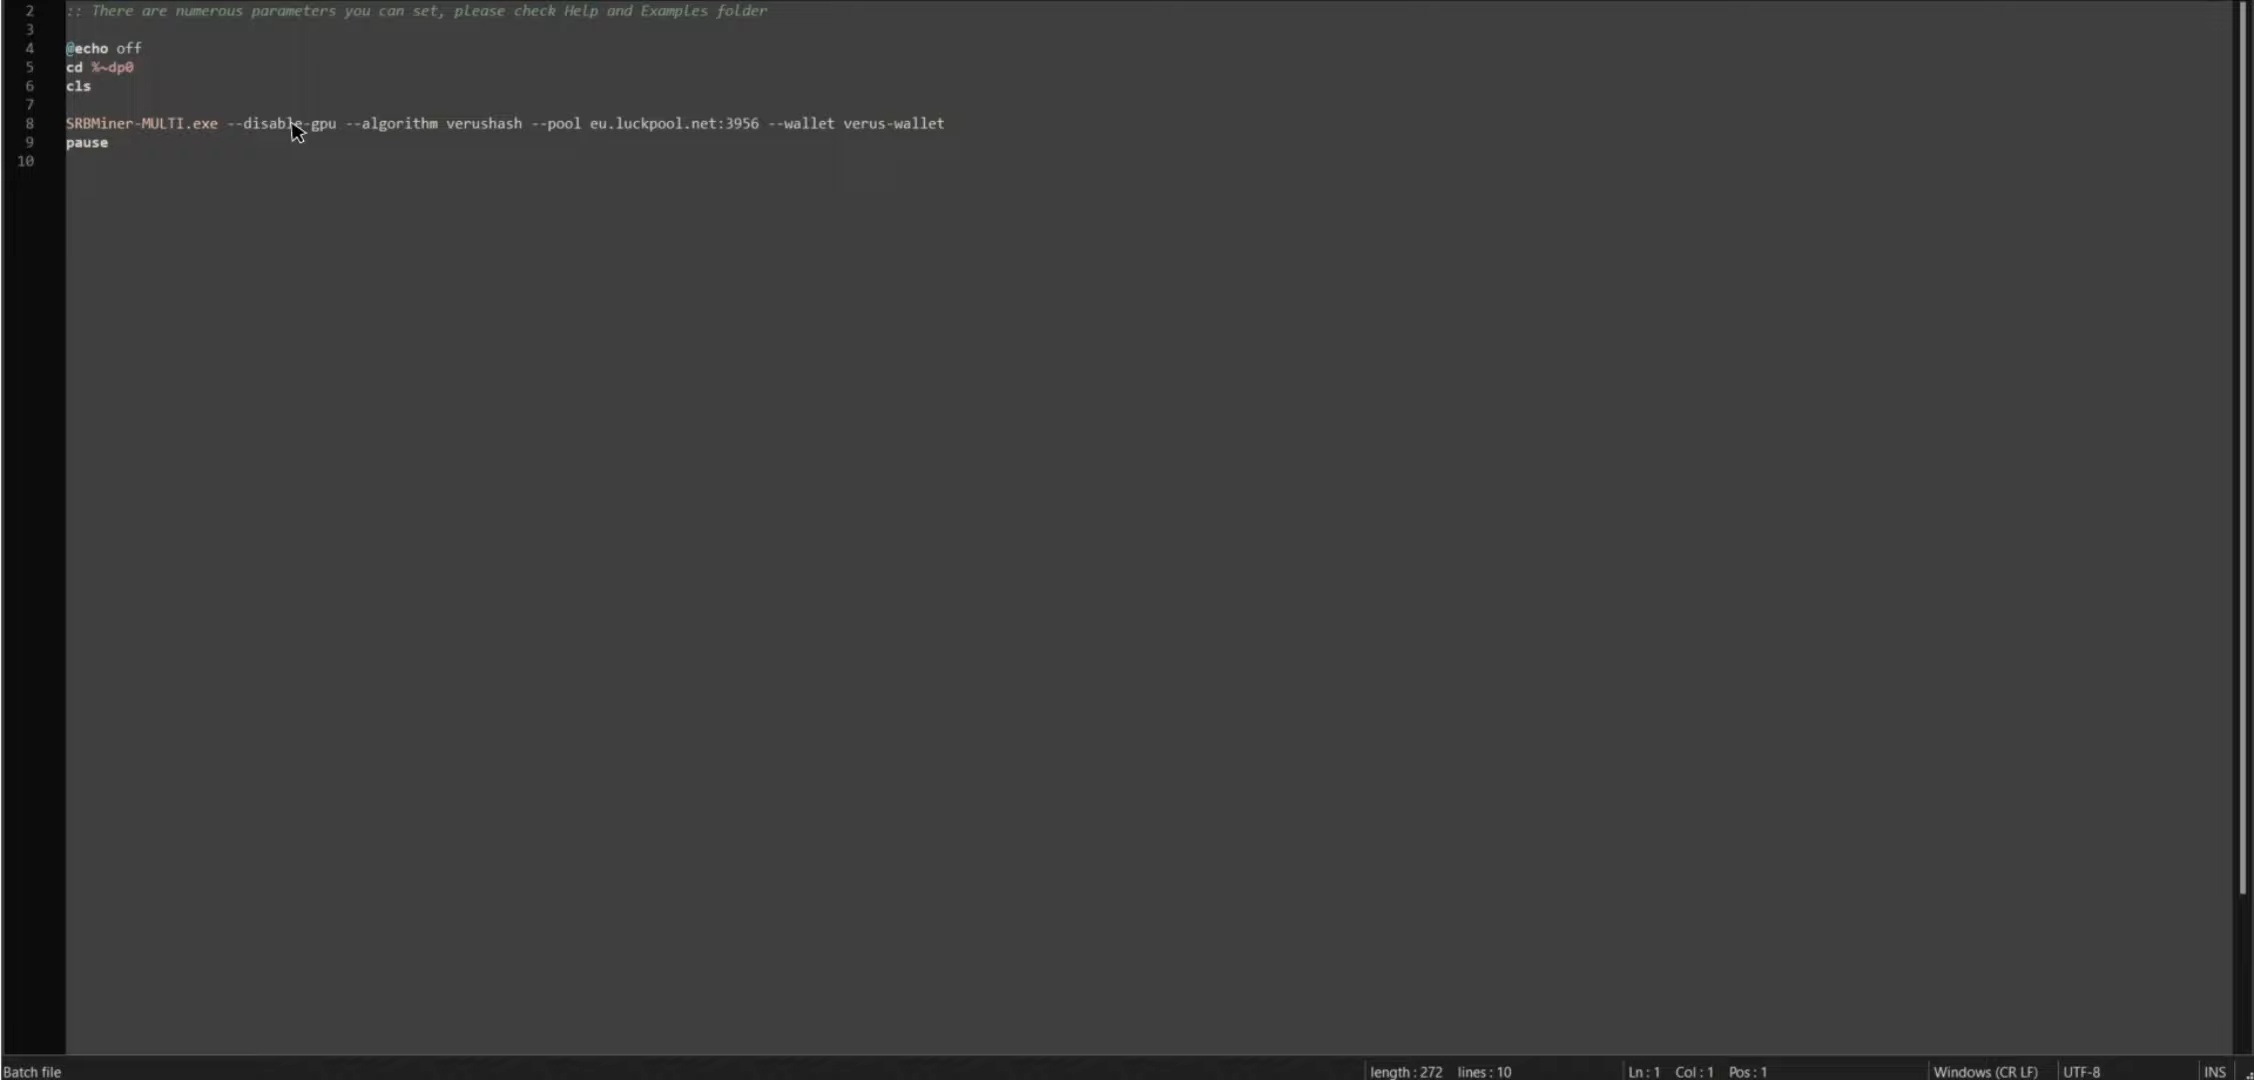 2 :: There are numerous parameters you can set, please check Help and Examples folder
3
4 @echo off
5 cd %~dp0
6 cls
7
8 SRBMiner-MULTI.exe --disable-gpu --algorithm verushash --pool eu.luckpool.net:3956 --wallet verus-wallet
9 pause
10
Batch file length : 272 lines : 10 Ln : 1 Col : 1 Pos : 1 Windows (CR LF) UTF-8 INS